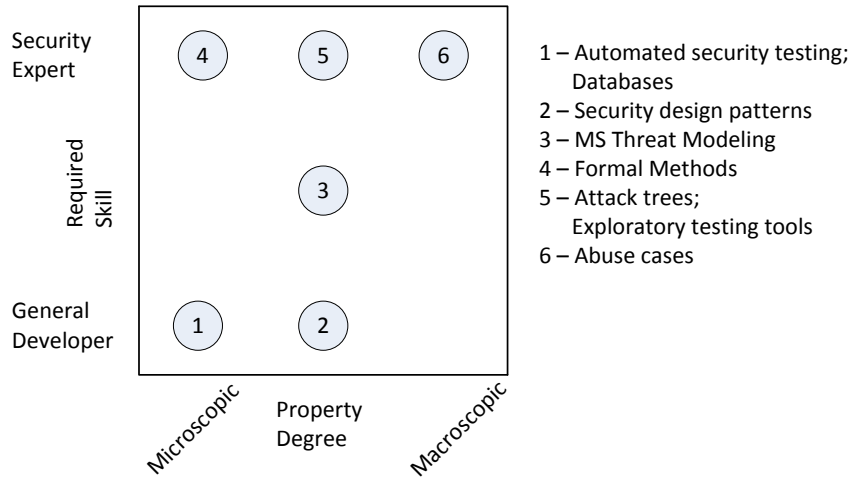 Security
Expert
4
5
6
Required
Skill
3
General
Developer
1
2
Microscopic
Property
Degree
Macroscopic
1 – Automated security testing;
Databases
2 – Security design patterns
3 – MS Threat Modeling
4 – Formal Methods
5 – Attack trees;
Exploratory testing tools
6 – Abuse cases